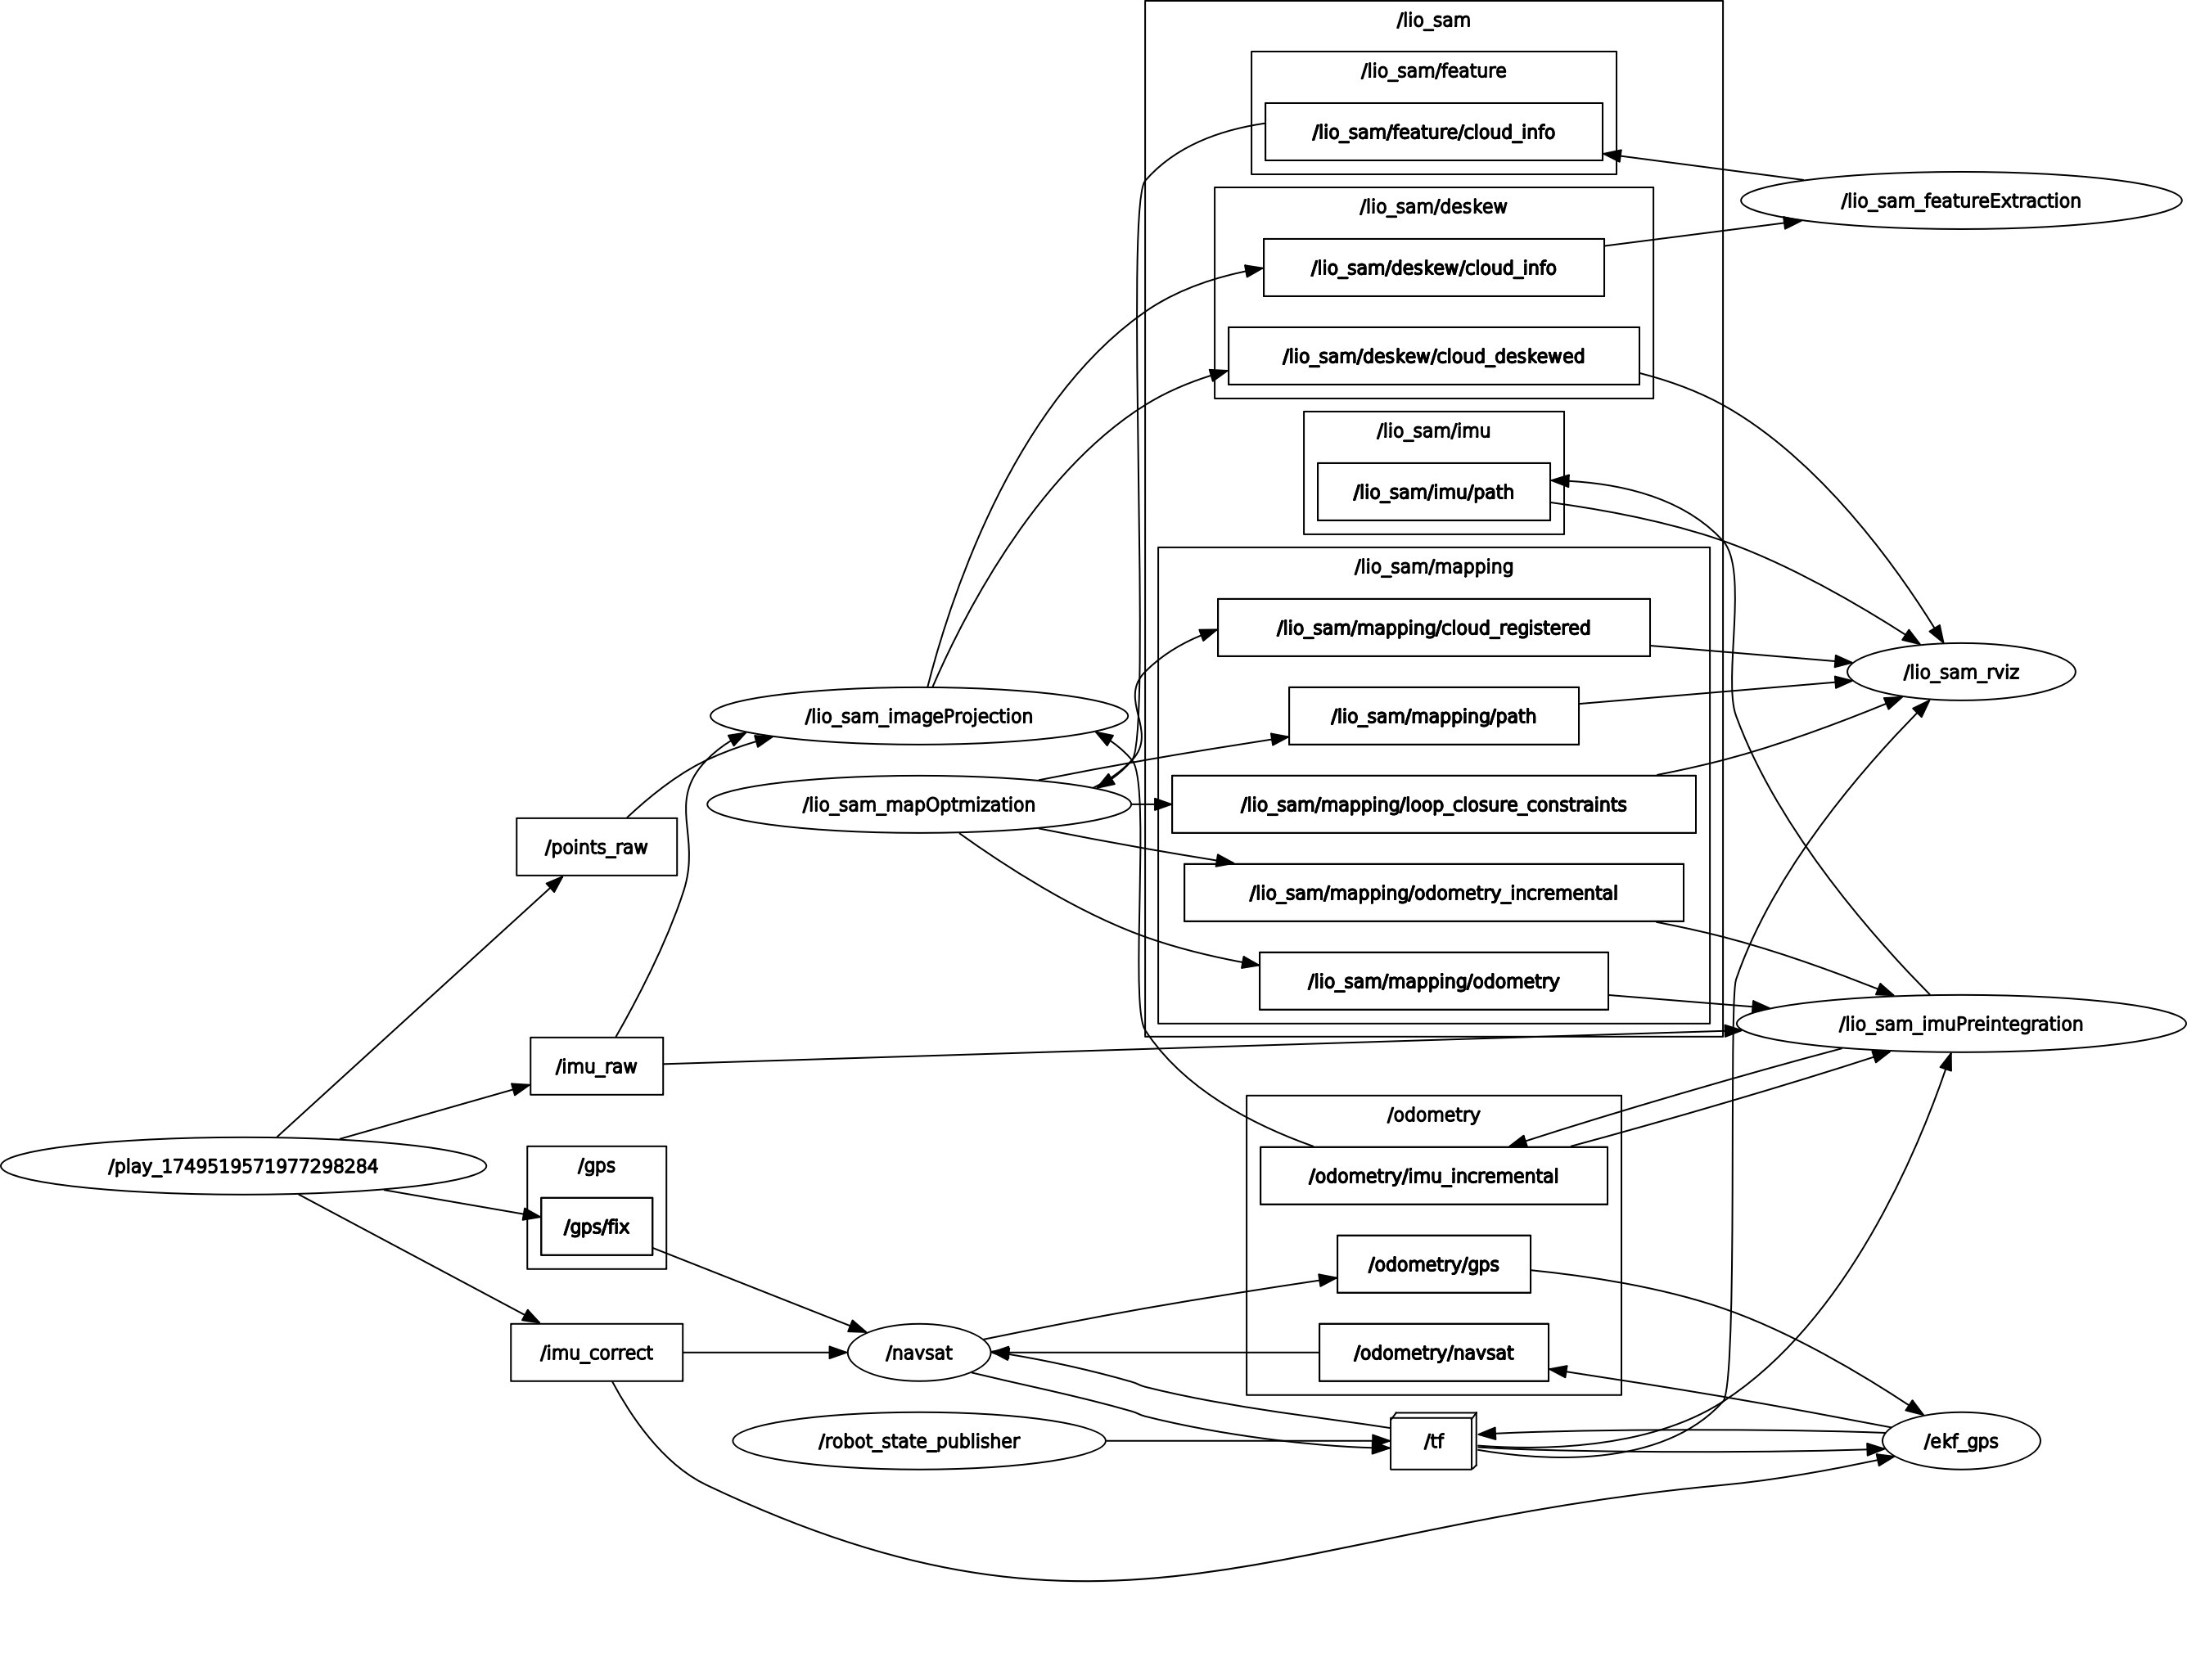 /lio_sam
/lio_sam/feature
/lio_sam/feature/cloud_info
/lio_sam_featureExtraction
/lio_sam/deskew
/lio_sam/deskew/cloud_info
/lio_sam/deskew/cloud_deskewed
/lio_sam/imu
/lio_sam/imu/path
/lio_sam/mapping
/lio_sam/mapping/cloud_registered
/lio_sam_rviz
/lio_sam_imageProjection
/lio_sam/mapping/path
/lio_sam_mapOptmization
/lio_sam/mapping/loop_closure_constraints
/points_raw
/lio_sam/mapping/odometry_incremental
/lio_sam/mapping/odometry
/lio_sam_imuPreintegration
/imu_raw
/odometry
/play_1749519571977298284
/gps
/odometry/imu_incremental
/gps/fix
/odometry/gps
/imu_correct
/navsat
/odometry/navsat
/robot_state_publisher
/tf
/ekf_gps